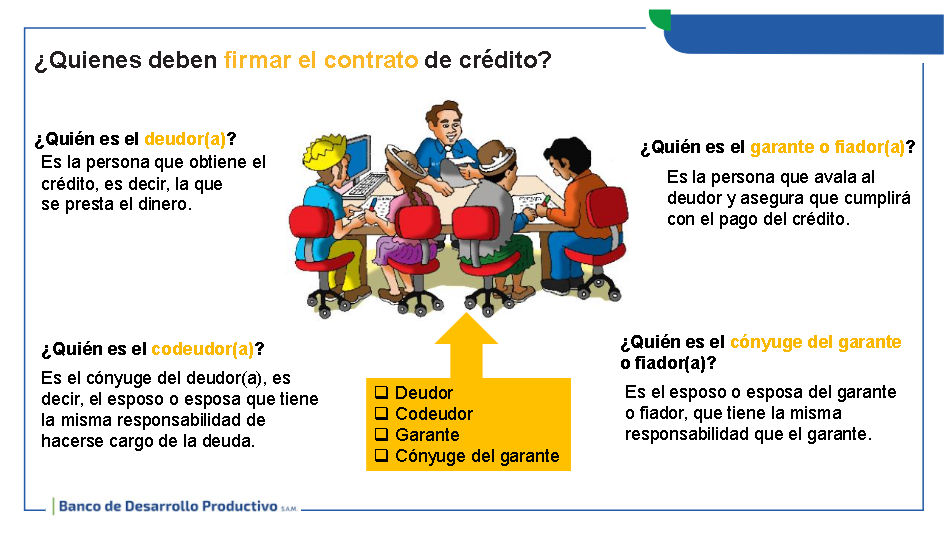 ¿Quienes deben firmar el contrato de crédito?
¿Quién es el deudor(a)?
Es la persona que obtiene el
crédito, es decir, la que
se presta el dinero.
¿Quién es el garante o fiador(a)?
Es la persona que avala al
deudor y asegura que cumplirá
con el pago del crédito.
¿Quién es el codeudor(a)?
Es el cónyuge del deudor(a), es
decir, el esposo o esposa que tiene
la misma responsabilidad de
hacerse cargo de la deuda.
Deudor
Codeudor
Garante
Cónyuge del garante
¿Quién es el cónyuge del garante
o fiador(a)?
Es el esposo o esposa del garante
o fiador, que tiene la misma
responsabilidad que el garante.
Banco de Desarrollo Productivo S.A.M.